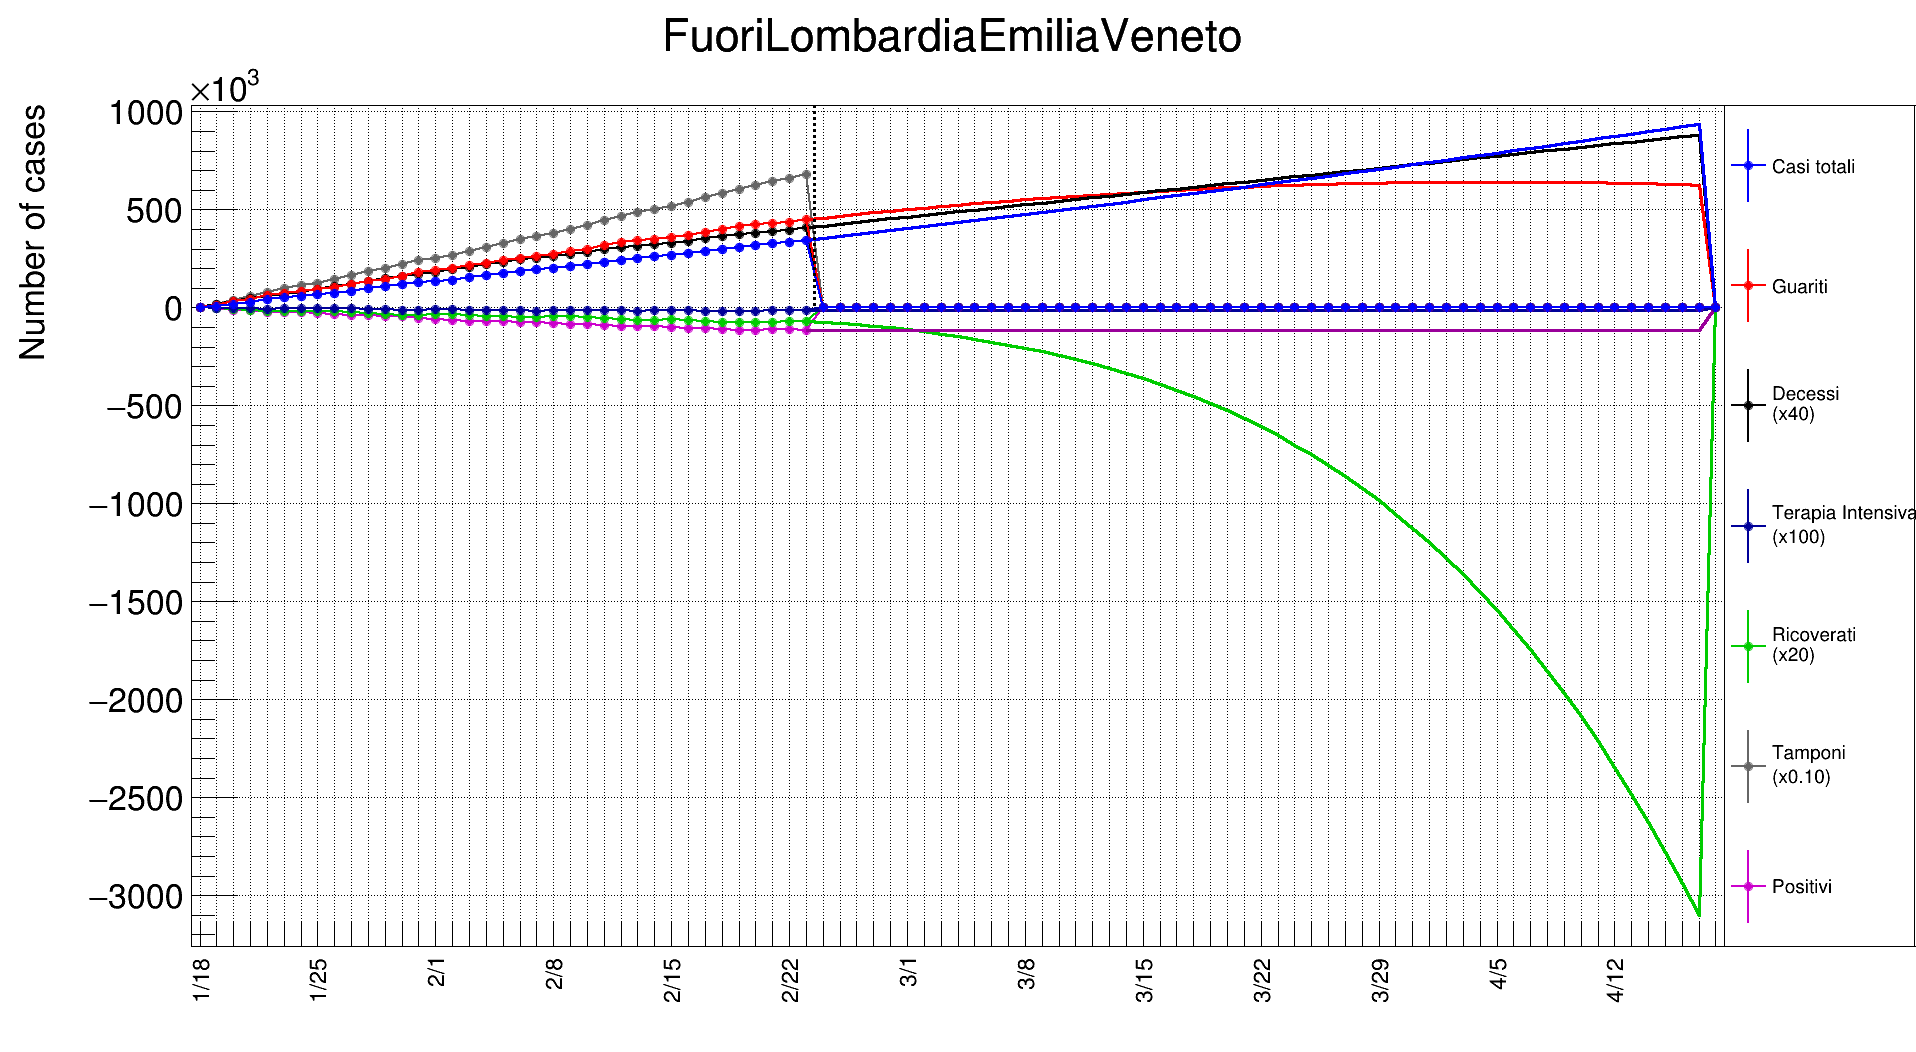 FuoriLombardiaEmiliaVeneto
×10³
Number of cases
1000
500
0
−500
−1000
−1500
−2000
−2500
−3000
1/18
1/25
2/1
2/8
2/15
2/22
3/1
3/8
3/15
3/22
3/29
4/5
4/12
Casi totali
Guariti
Decessi
(x40)
Terapia Intensiva
(x100)
Ricoverati
(x20)
Tamponi
(x0.10)
Positivi